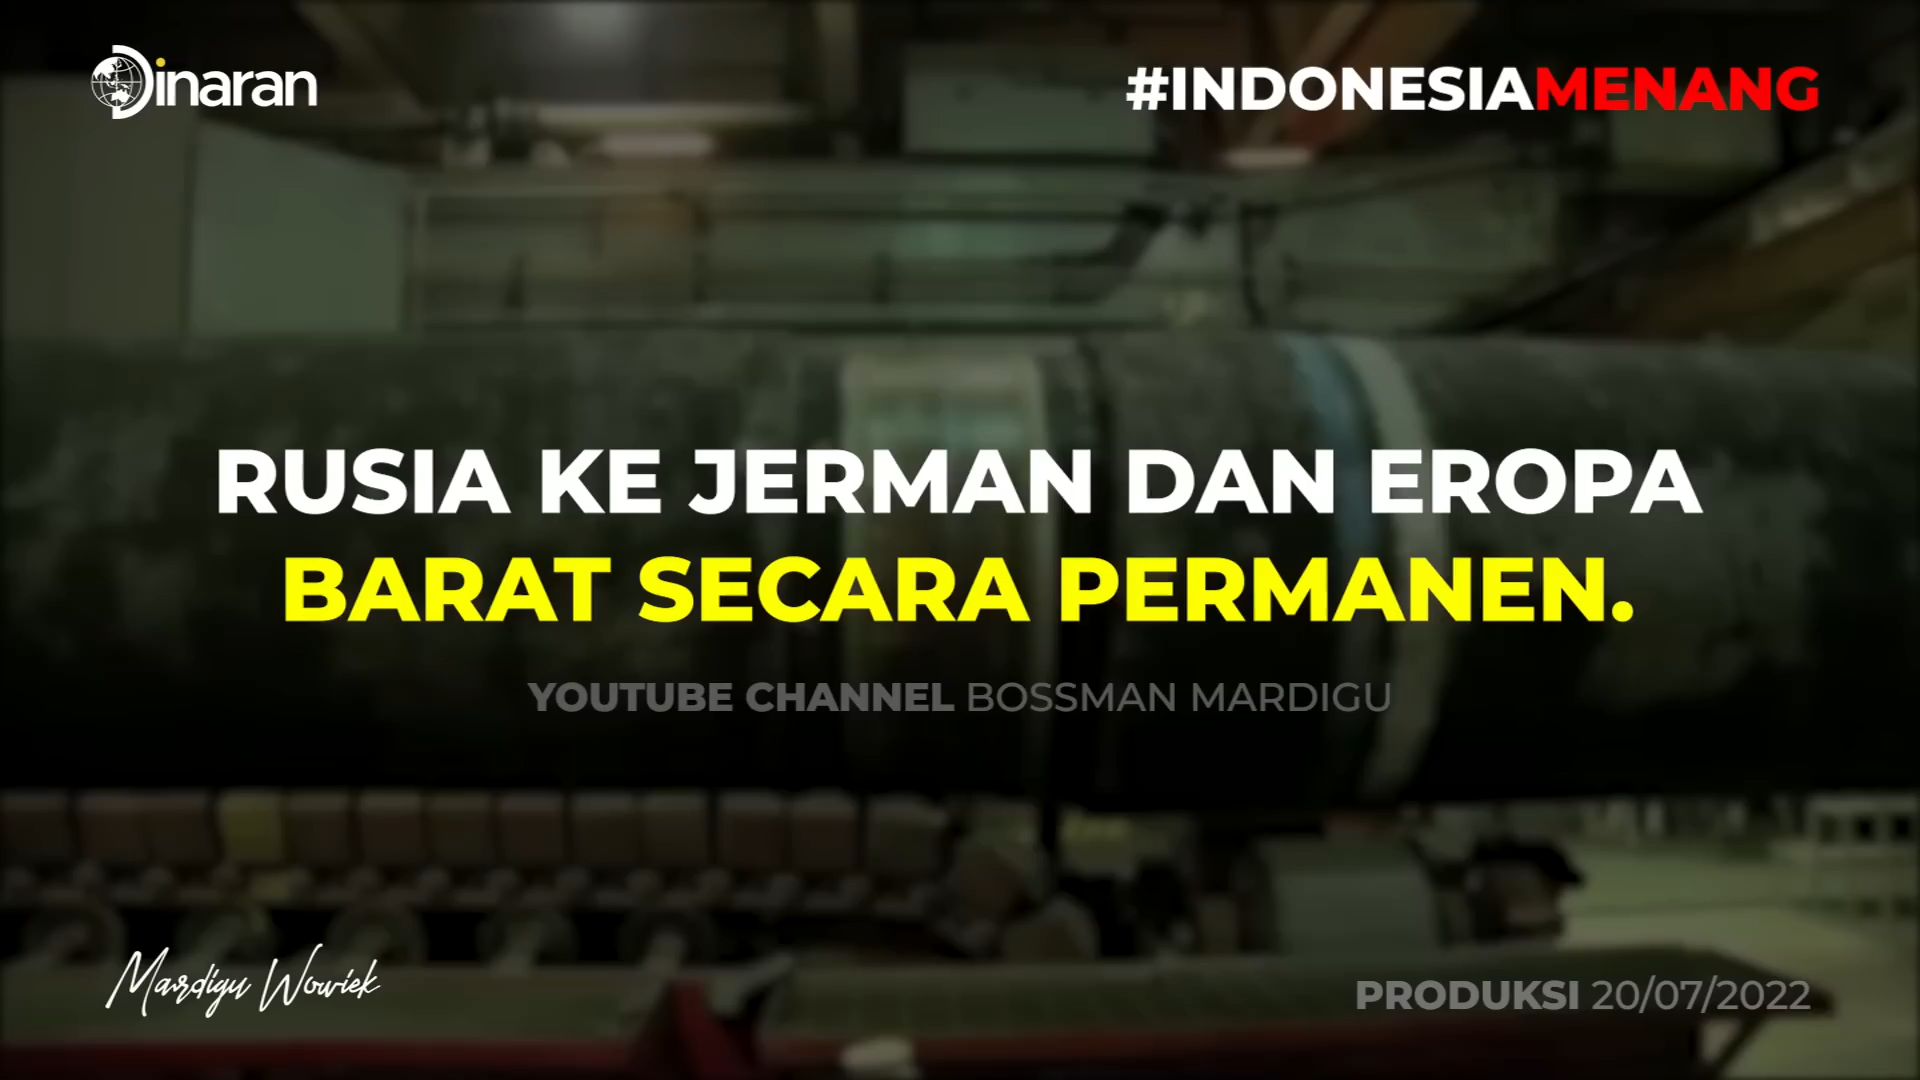 Dinaran
#INDONESIAMENANG
RUSIA KE JERMAN DAN EROPA
BARAT SECARA PERMANEN.
YOUTUBE CHANNEL BOSSMAN MARDIGU
Mardigu Wowiek
PRODUKSI 20/07/2022